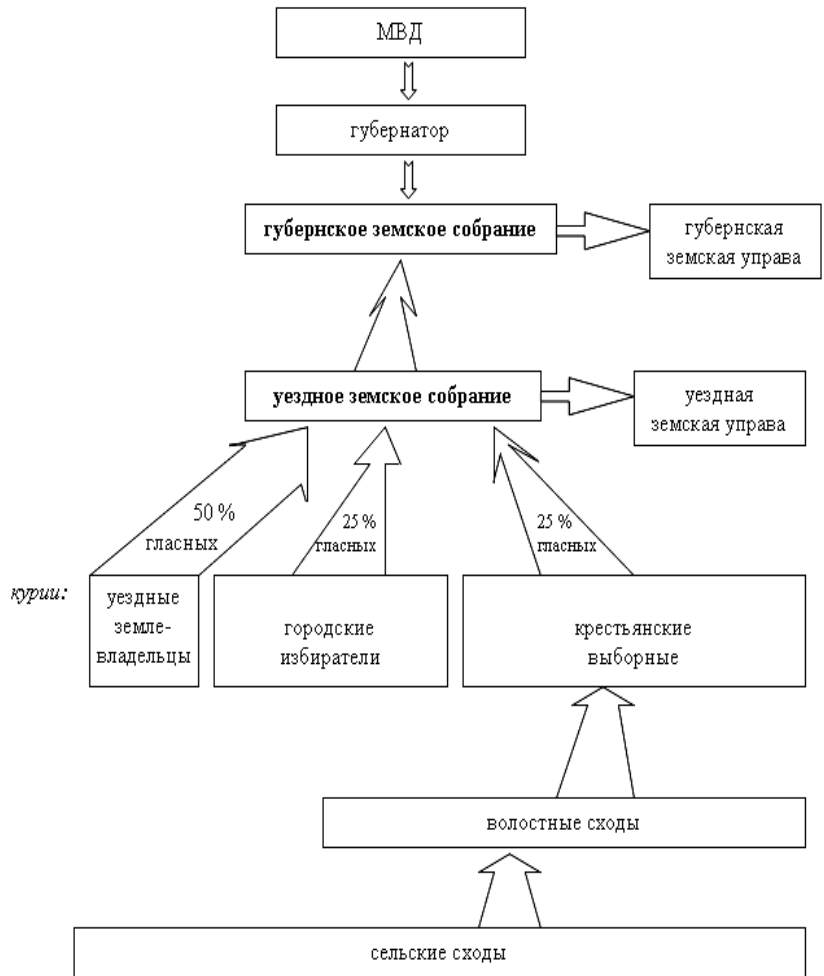 МВД
губернатор
губернское земское собрание
губернская
земская управа
уездное земское собрание
уездная
земская управа
50 %
гласных
25 %
гласных
25 %
гласных
курии:
уездные
земле-
владельцы
городские
избиратели
крестьянские
выборные
волостные сходы
сельские сходы